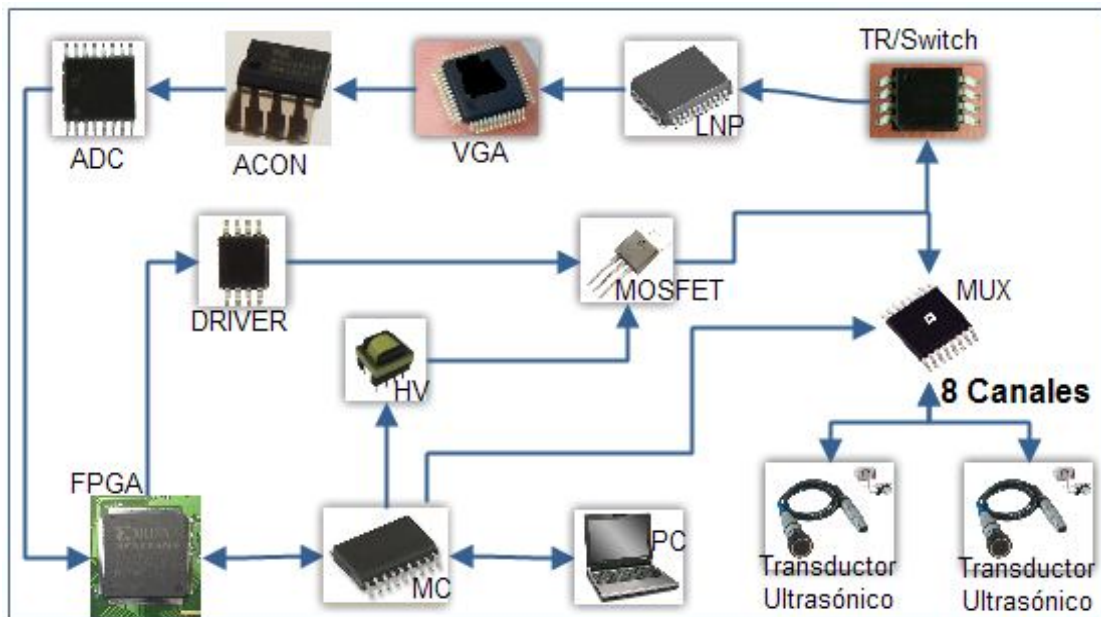 TR/Switch
ADC
ACON
VGA
LNP
DRIVER
MOSFET
MUX
HV
8 Canales
FPGA
MC
PC
Transductor
Ultrasónico
Transductor
Ultrasónico